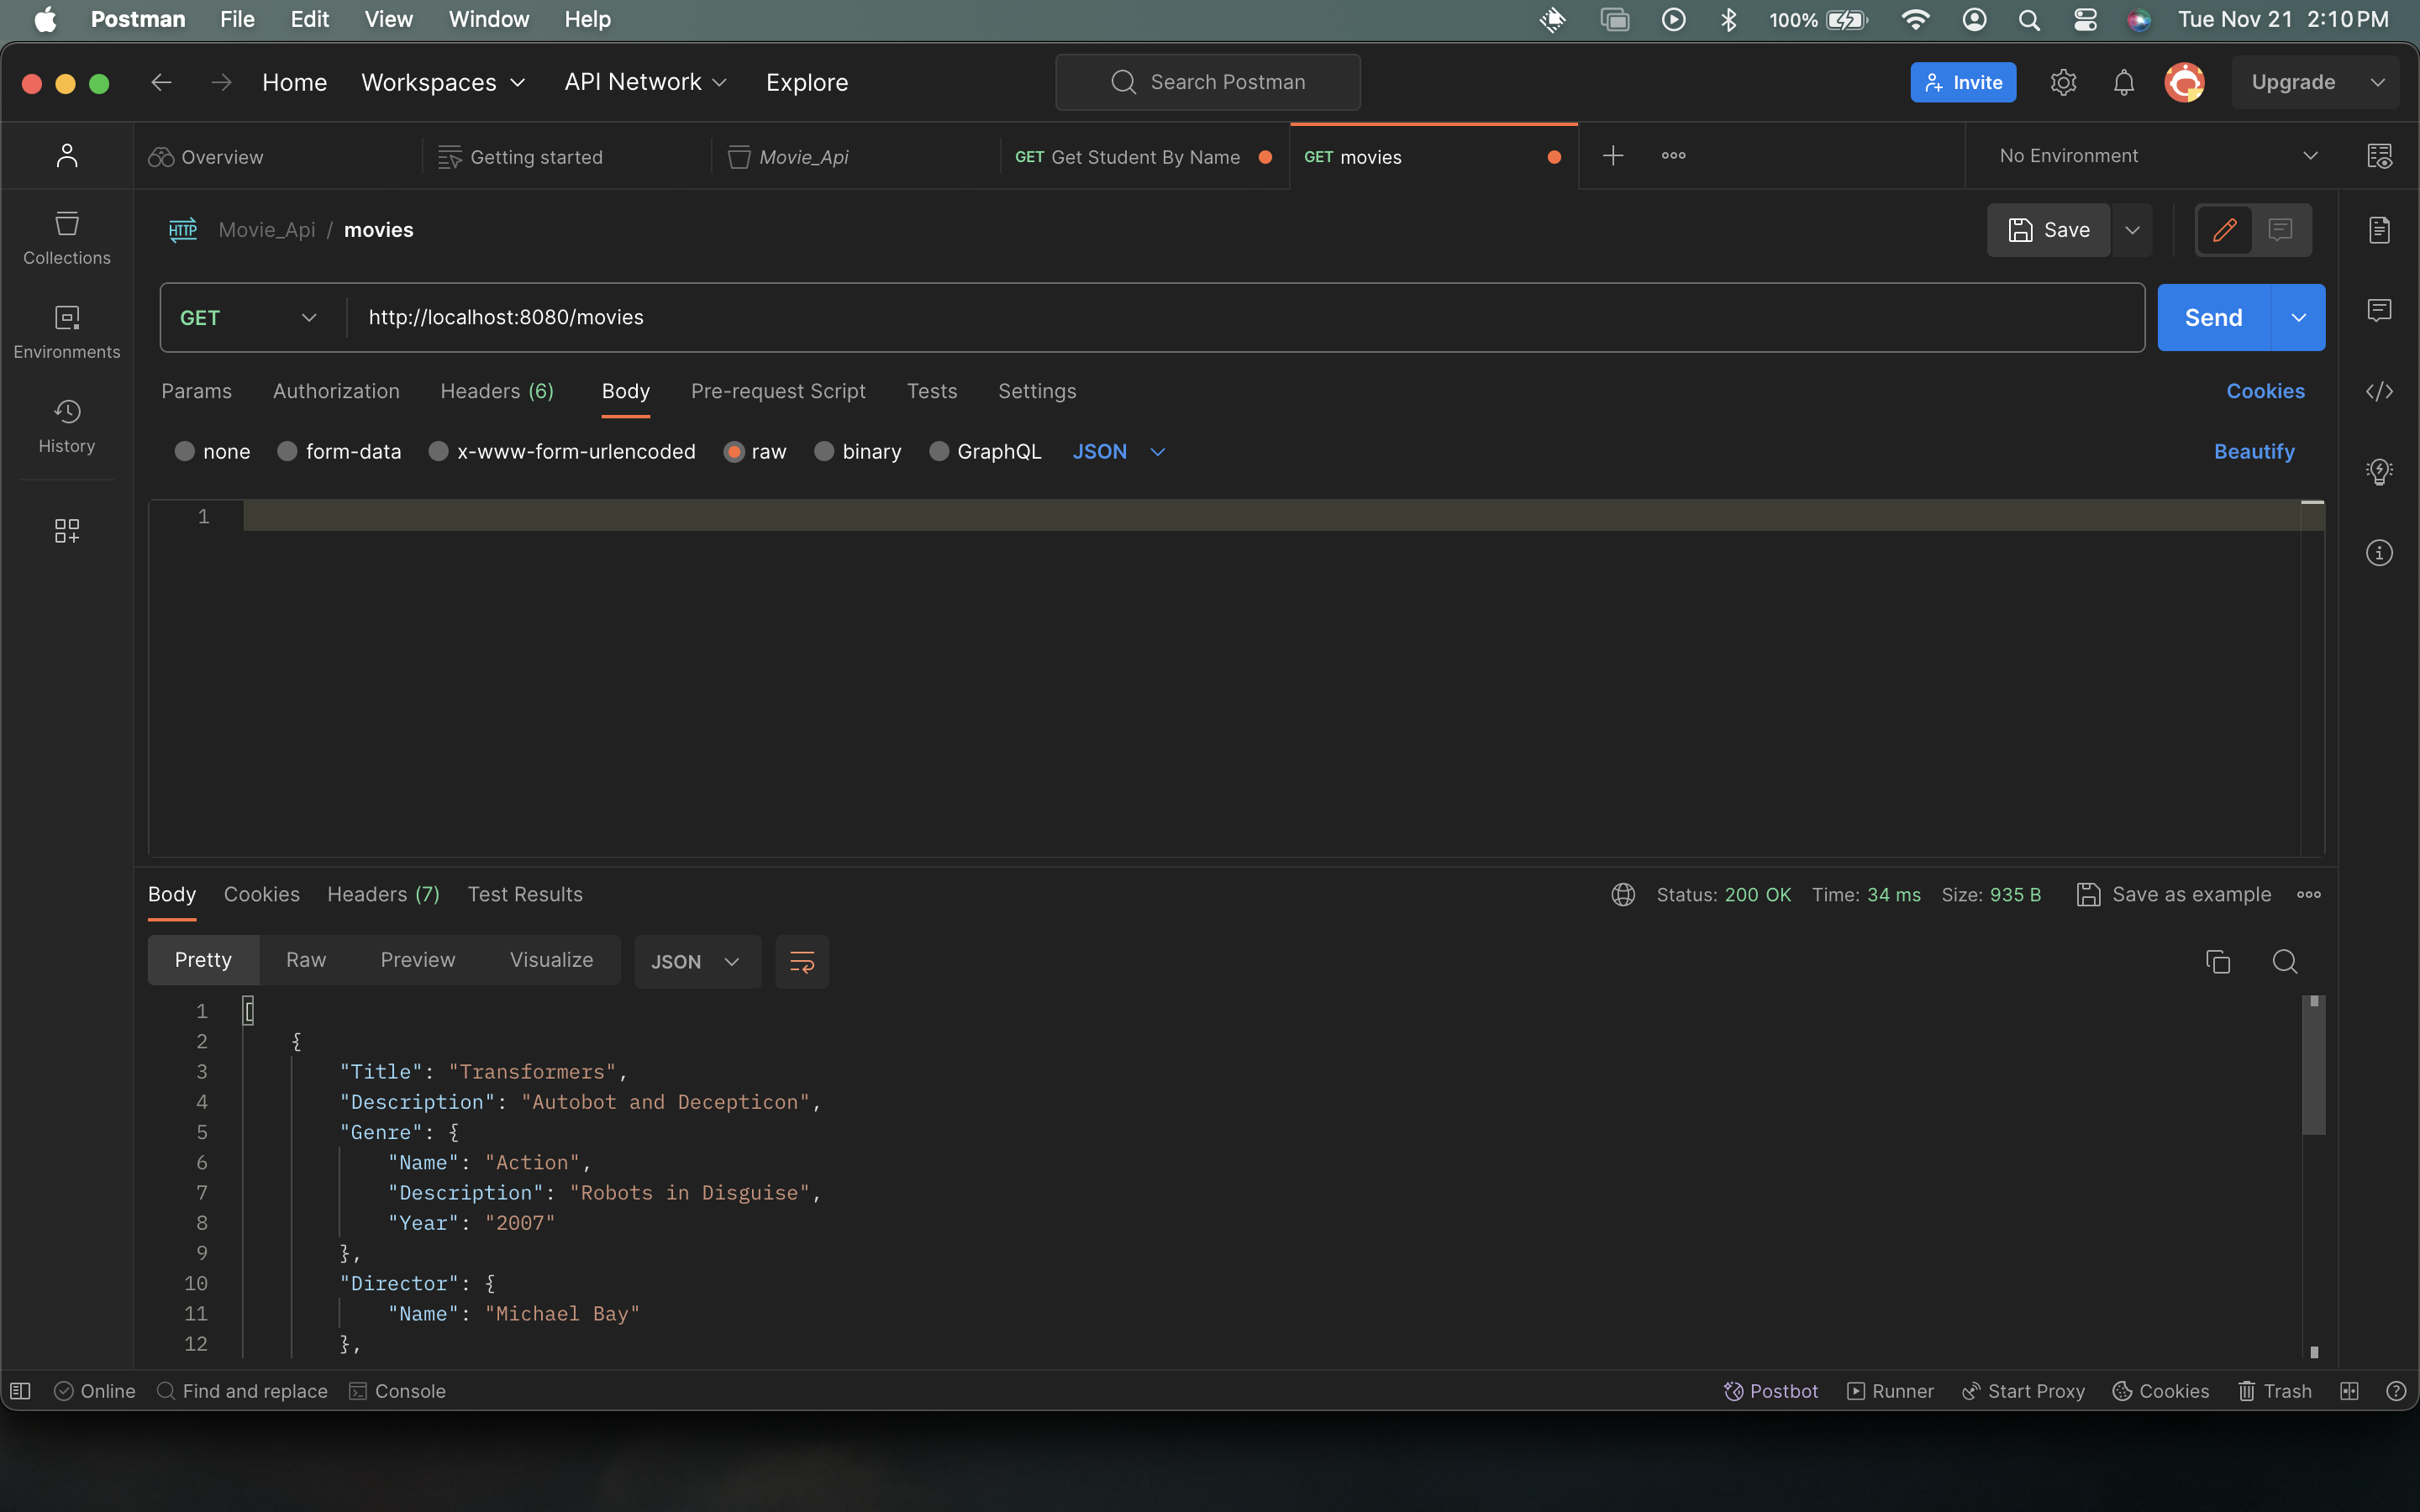 Postman File Edit View Window Help 100% Tue Nov 21 2:10 PM
Home Workspaces API Network Explore Search Postman Invite Upgrade
Overview Getting started Movie_Api GET Get Student By Name GET movies No Environment
Collections
Environments
History
HTTP Movie_Api / movies Save
GET http://localhost:8080/movies Send
Params Authorization Headers (6) Body Pre-request Script Tests Settings Cookies
none form-data x-www-form-urlencoded raw binary GraphQL JSON Beautify
1
Body Cookies Headers (7) Test Results Status: 200 OK Time: 34 ms Size: 935 B Save as example
Pretty Raw Preview Visualize JSON
1 [
2 {
3 "Title": "Transformers",
4 "Description": "Autobot and Decepticon",
5 "Genre": {
6 "Name": "Action",
7 "Description": "Robots in Disguise",
8 "Year": "2007"
9 },
10 "Director": {
11 "Name": "Michael Bay"
12 },
Online Find and replace Console Postbot Runner Start Proxy Cookies Trash